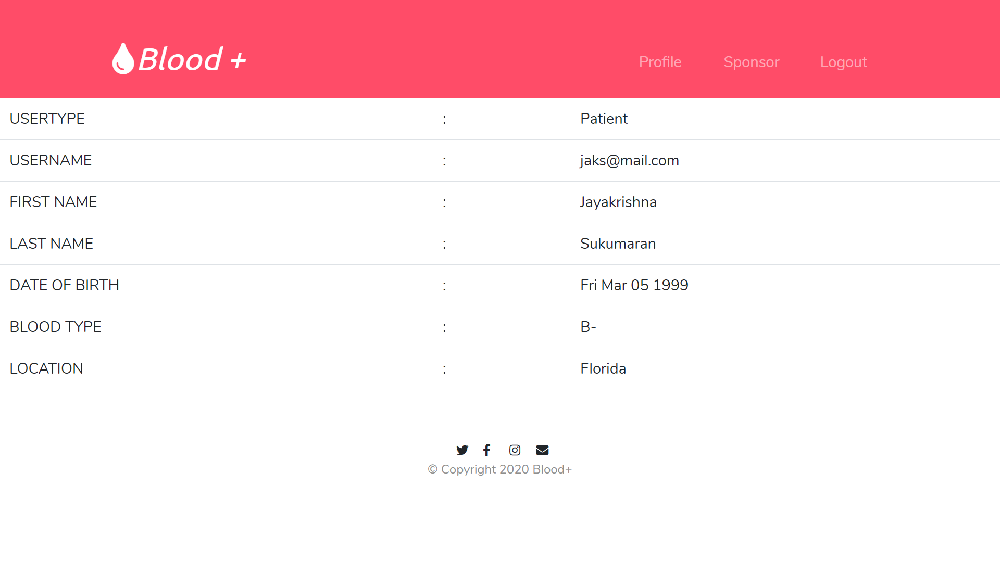 Blood +
Profile Sponsor Logout
USERTYPE : Patient
USERNAME : jaks@mail.com
FIRST NAME : Jayakrishna
LAST NAME : Sukumaran
DATE OF BIRTH : Fri Mar 05 1999
BLOOD TYPE : B-
LOCATION : Florida
© Copyright 2020 Blood+